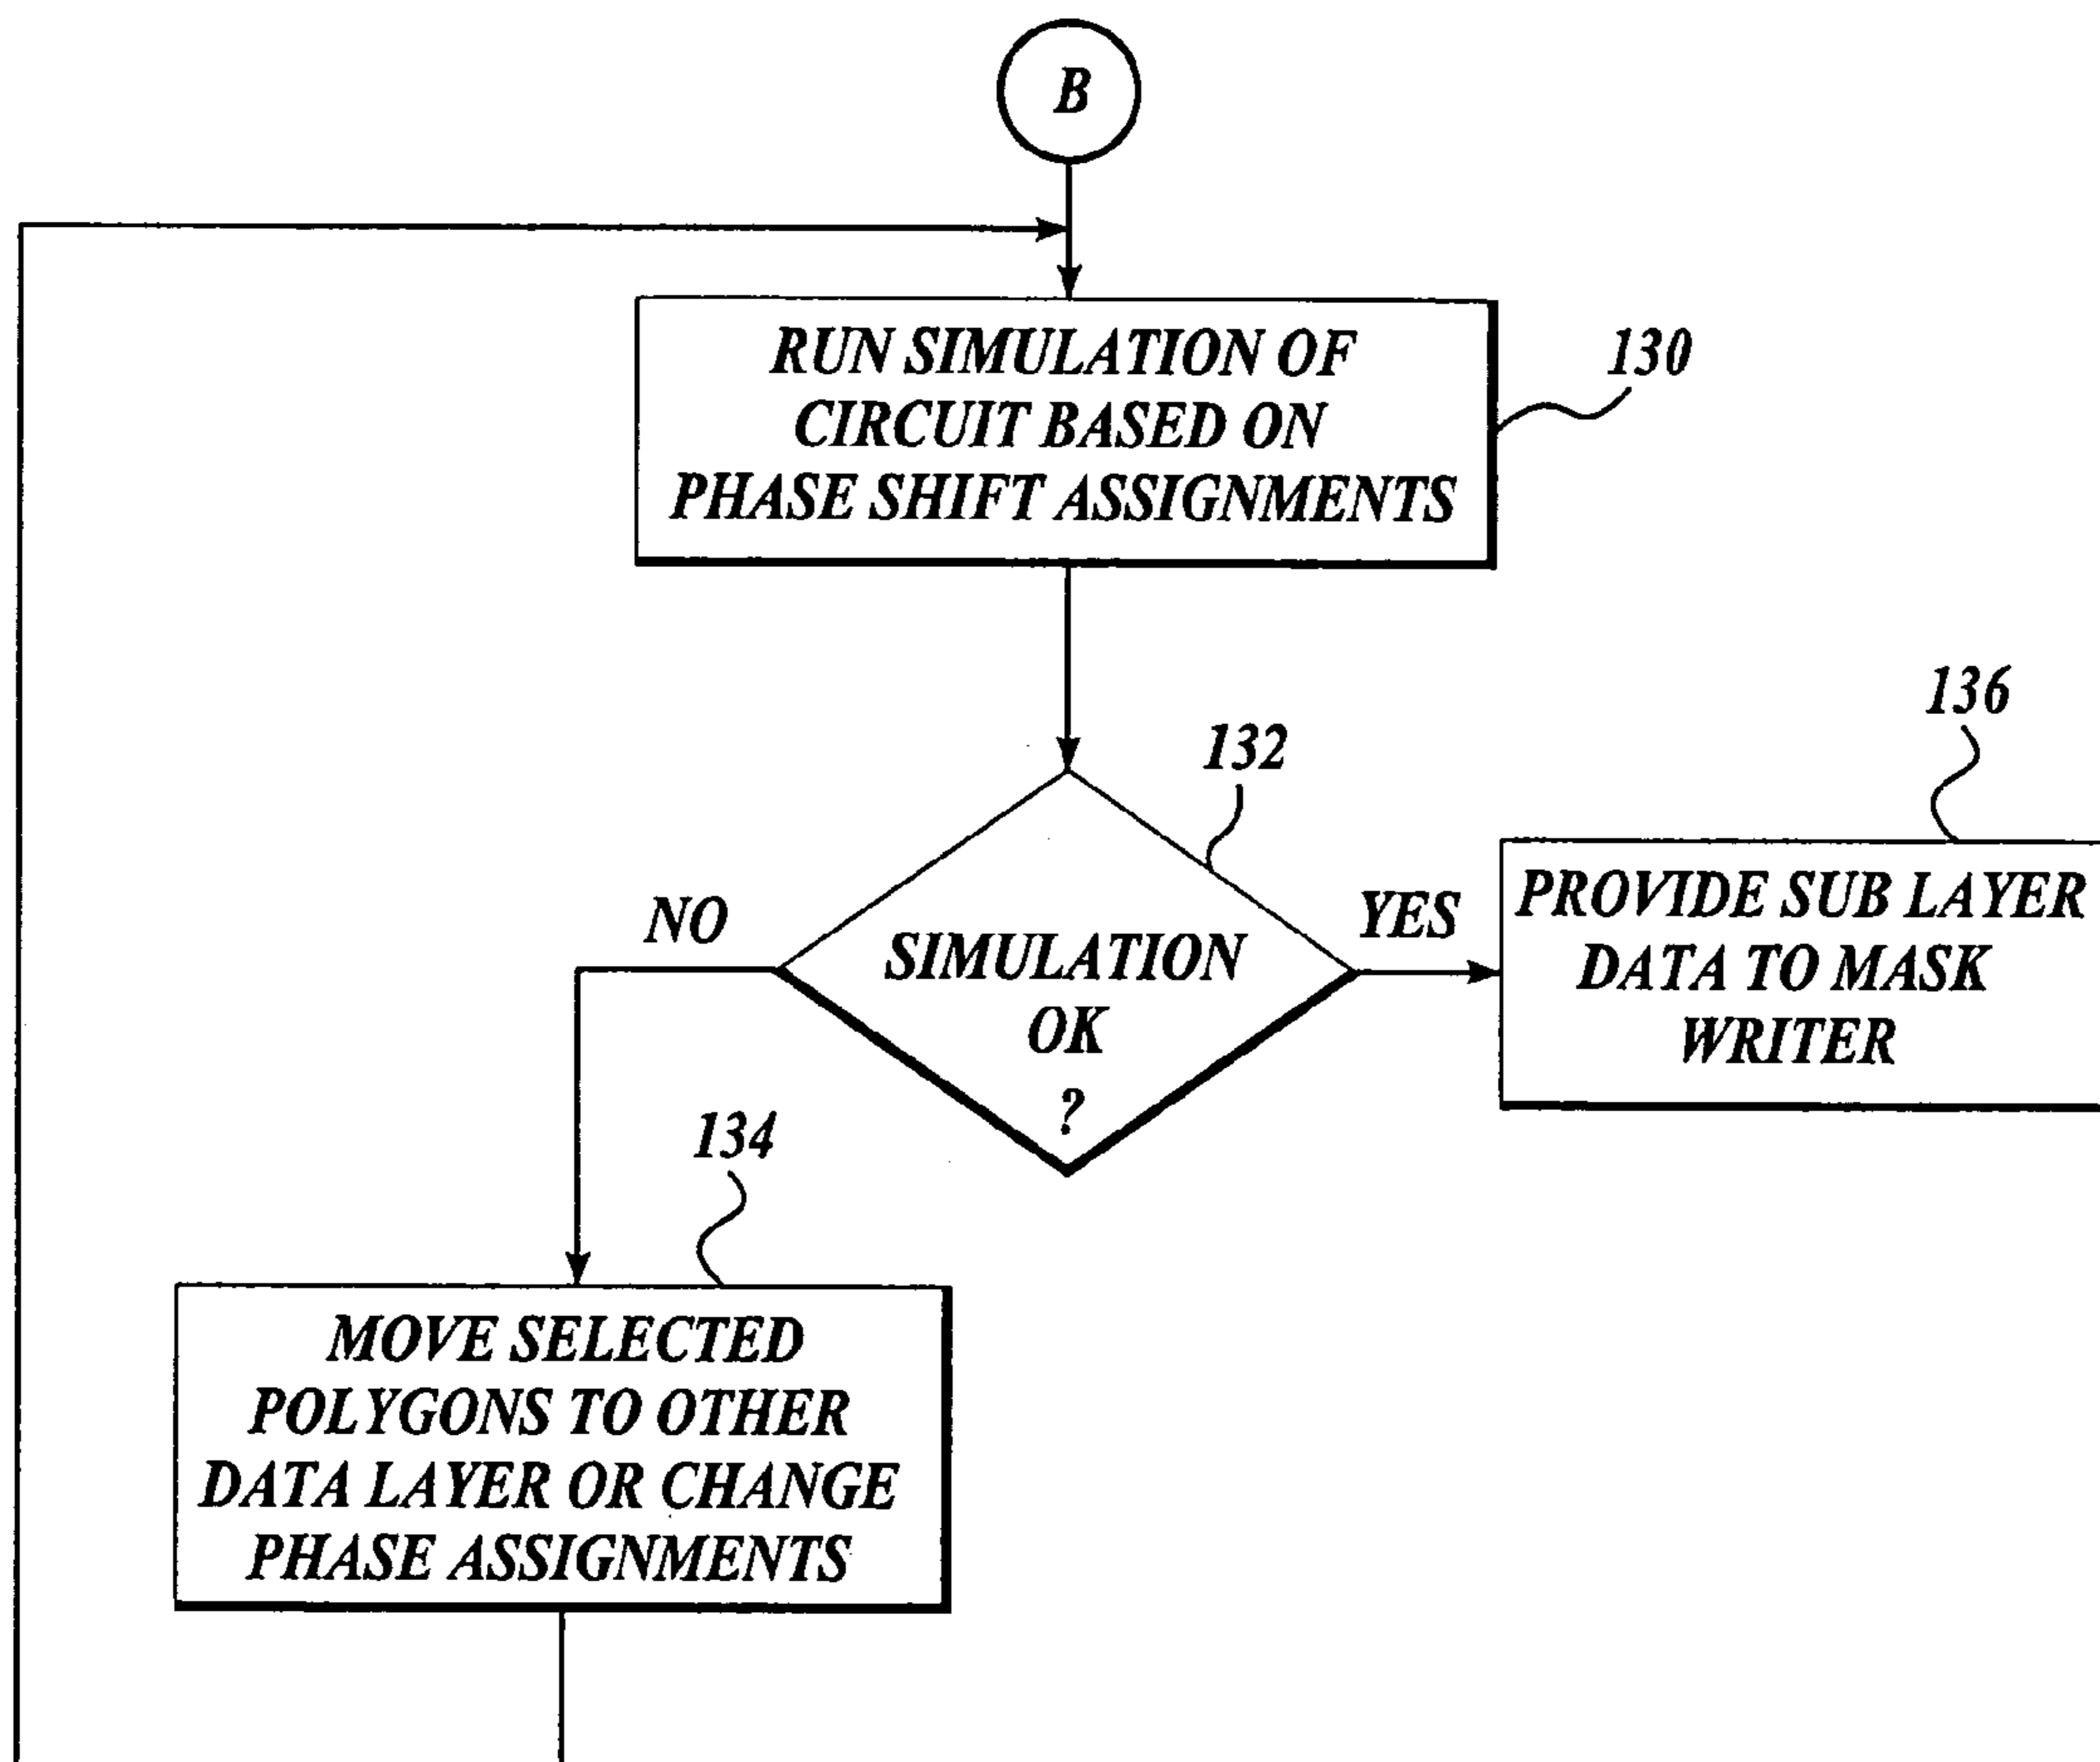 B
RUN SIMULATION OF
CIRCUIT BASED ON
PHASE SHIFT ASSIGNMENTS
130
132
136
NO
SIMULATION
OK
?
YES
PROVIDE SUB LAYER
DATA TO MASK
WRITER
134
MOVE SELECTED
POLYGONS TO OTHER
DATA LAYER OR CHANGE
PHASE ASSIGNMENTS